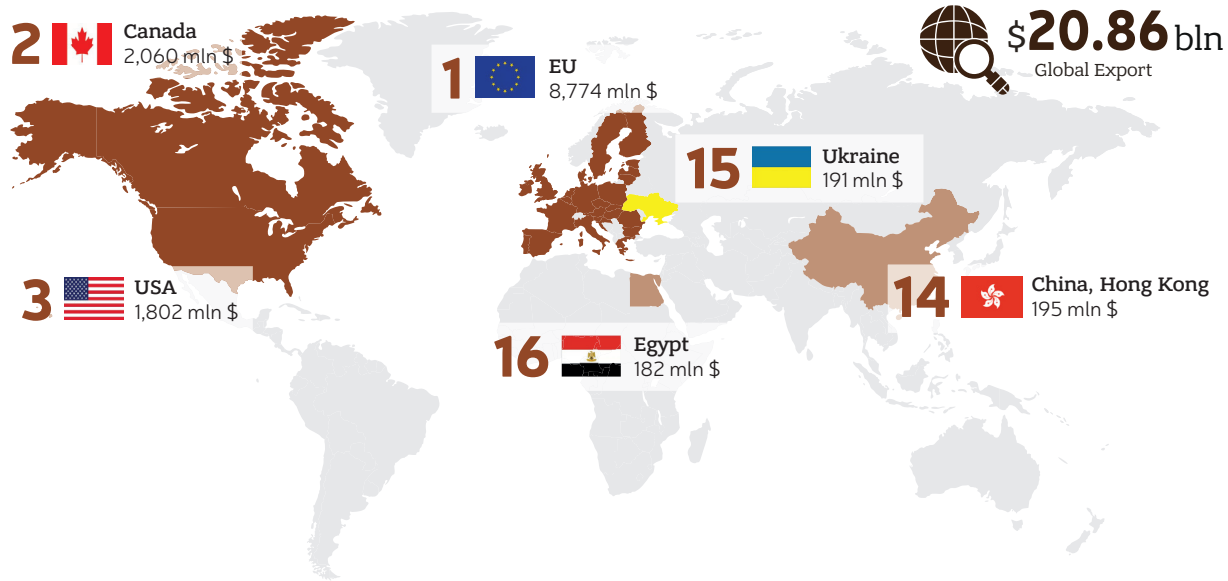 2
Canada
2,060 mln $
1
EU
8,774 mln $
$20.86 bln
Global Export
15
Ukraine
191 mln $
3
USA
1,802 mln $
14
China, Hong Kong
195 mln $
16
Egypt
182 mln $